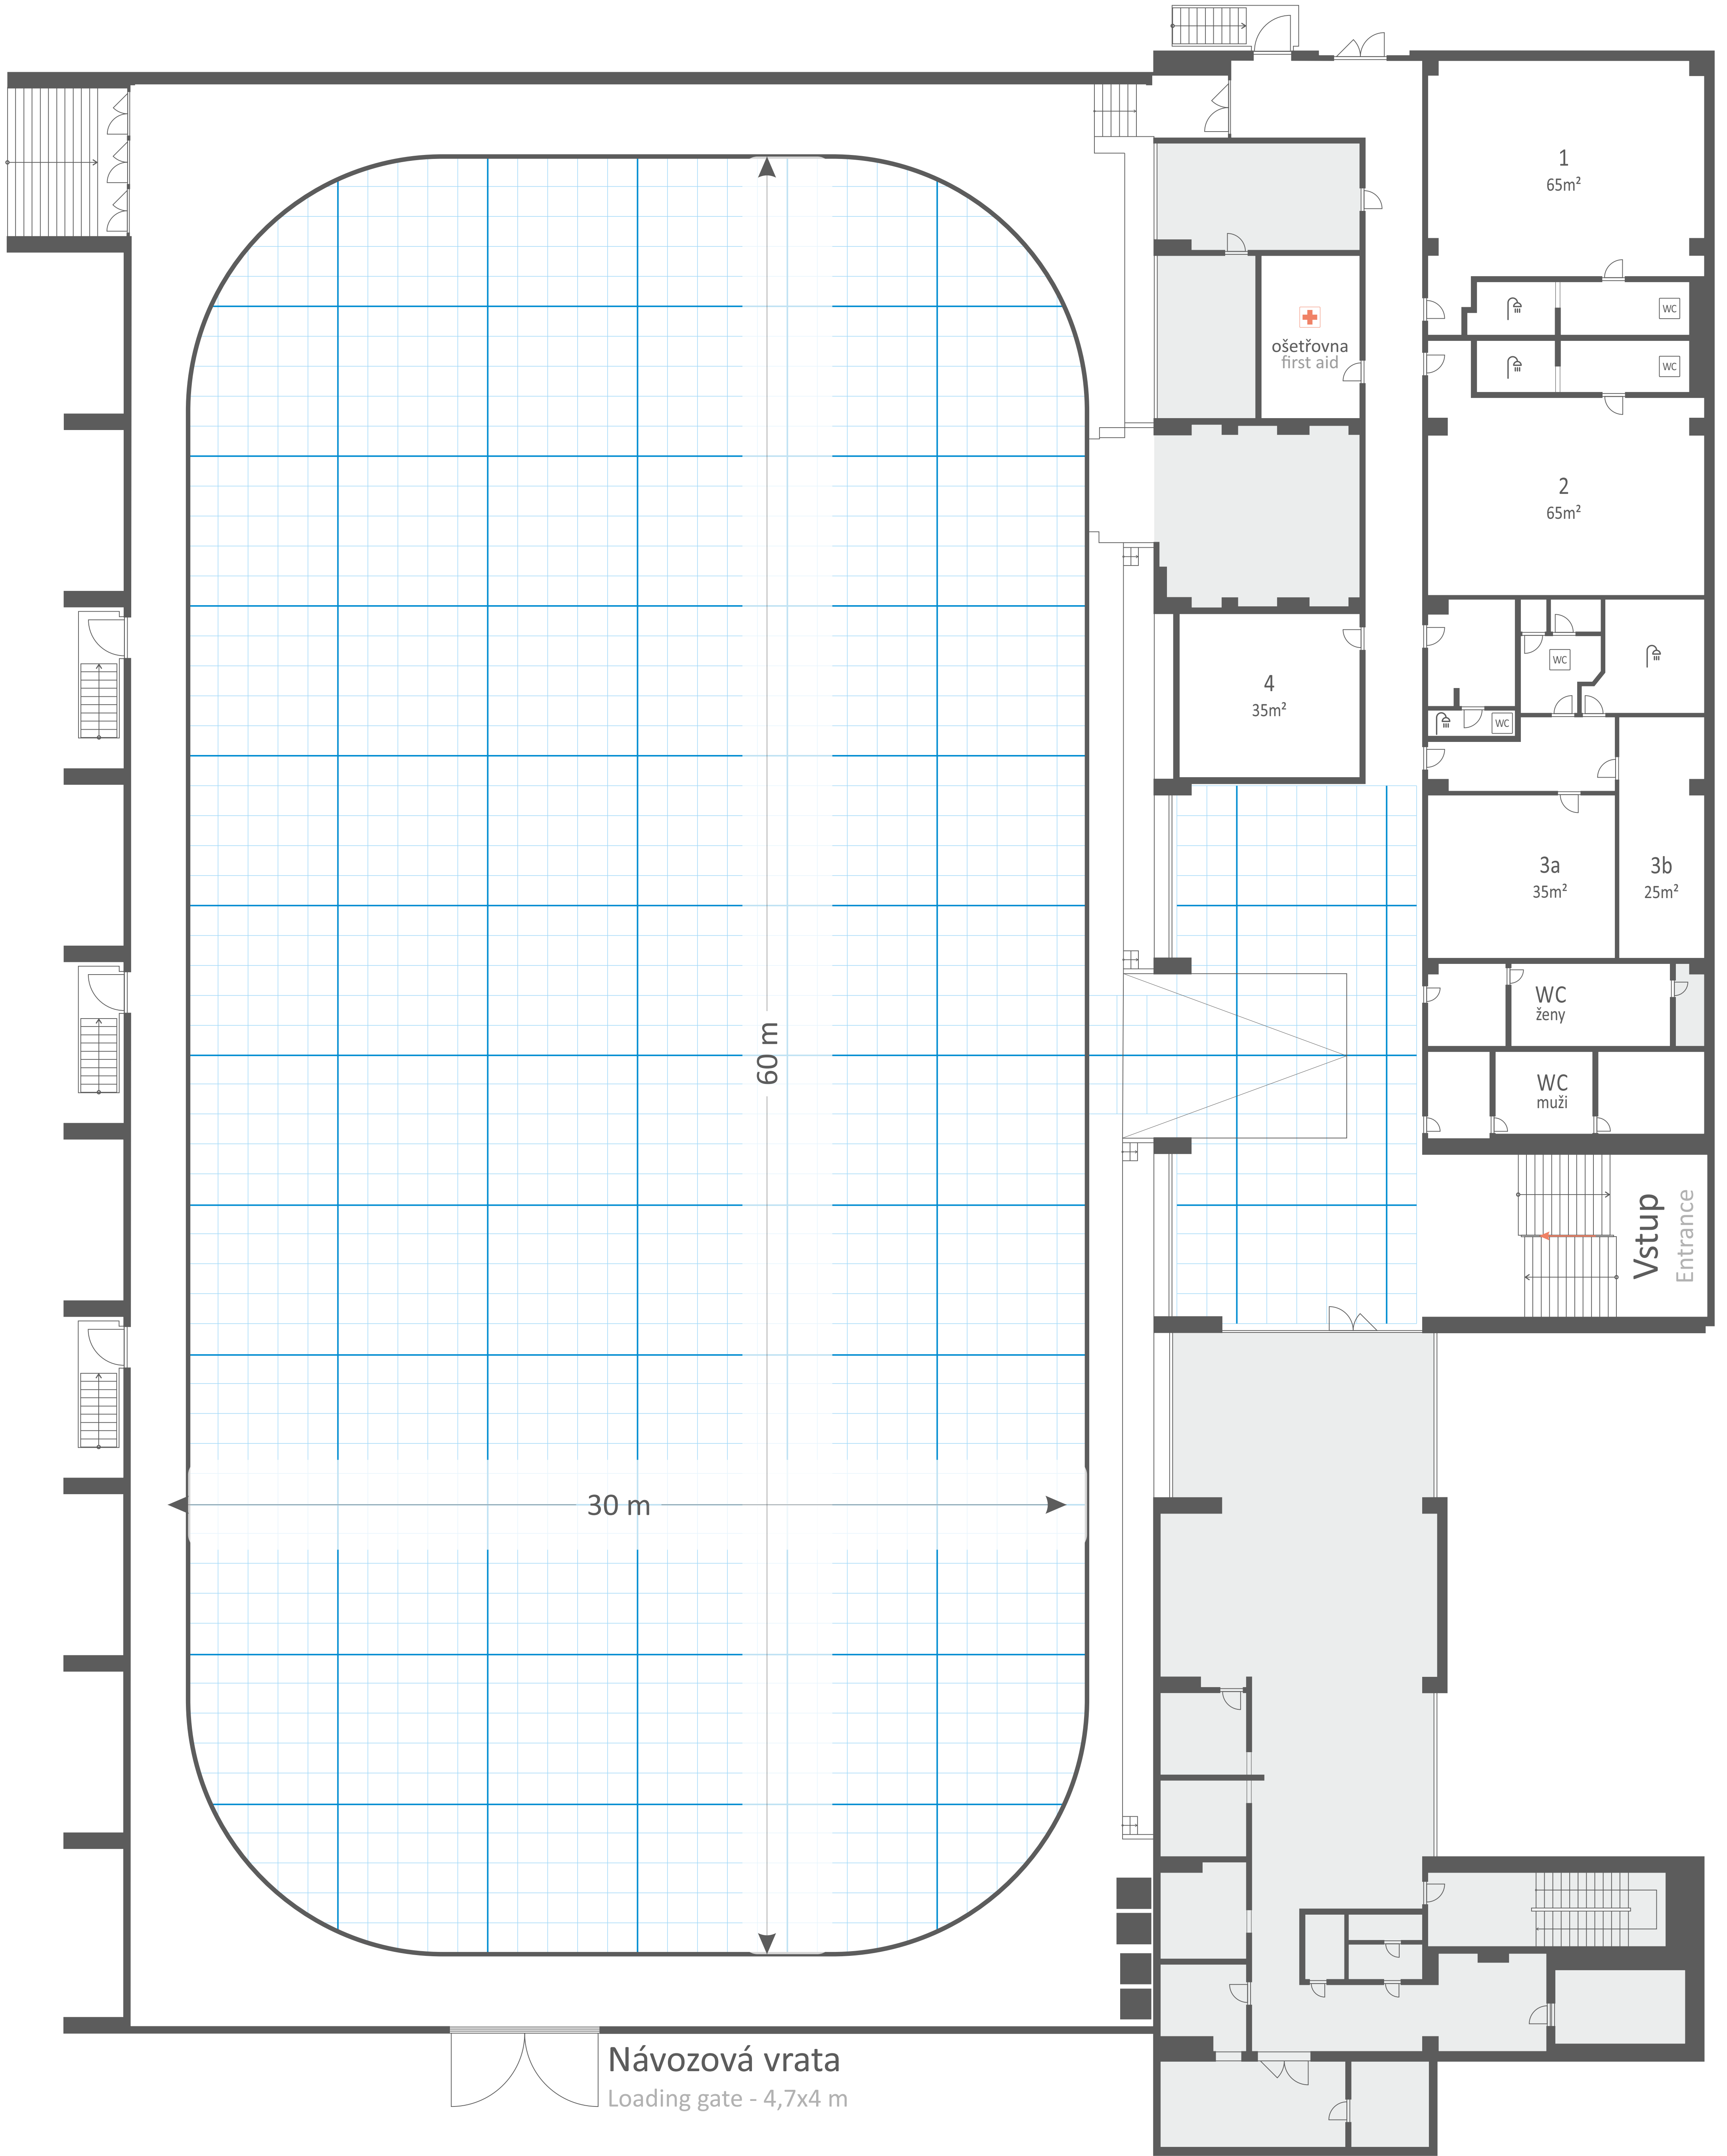 1
65m²
WC
ošetřovna
first aid
WC
2
65m²
WC
4
35m²
WC
3a
35m²
3b
25m²
WC
ženy
60 m
WC
muži
Vstup
Entrance
30 m
Návozová vrata
Loading gate - 4,7x4 m